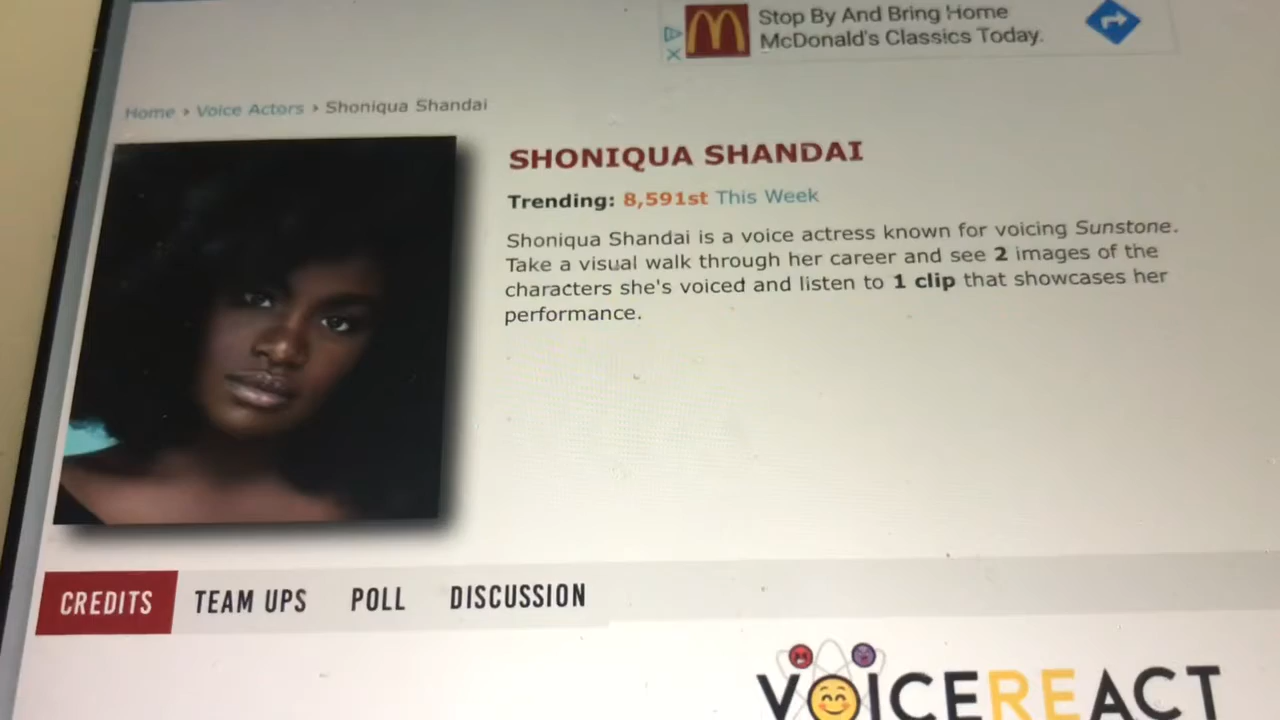 Stop By And Bring Home
McDonald's Classics Today.
Home > Voice Actors > Shoniqua Shandai
SHONIQUA SHANDAI
Trending: 8,591st This Week
Shoniqua Shandai is a voice actress known for voicing Sunstone.
Take a visual walk through her career and see 2 images of the
characters she's voiced and listen to 1 clip that showcases her
performance.
CREDITS TEAM UPS POLL DISCUSSION
VOICEREACT